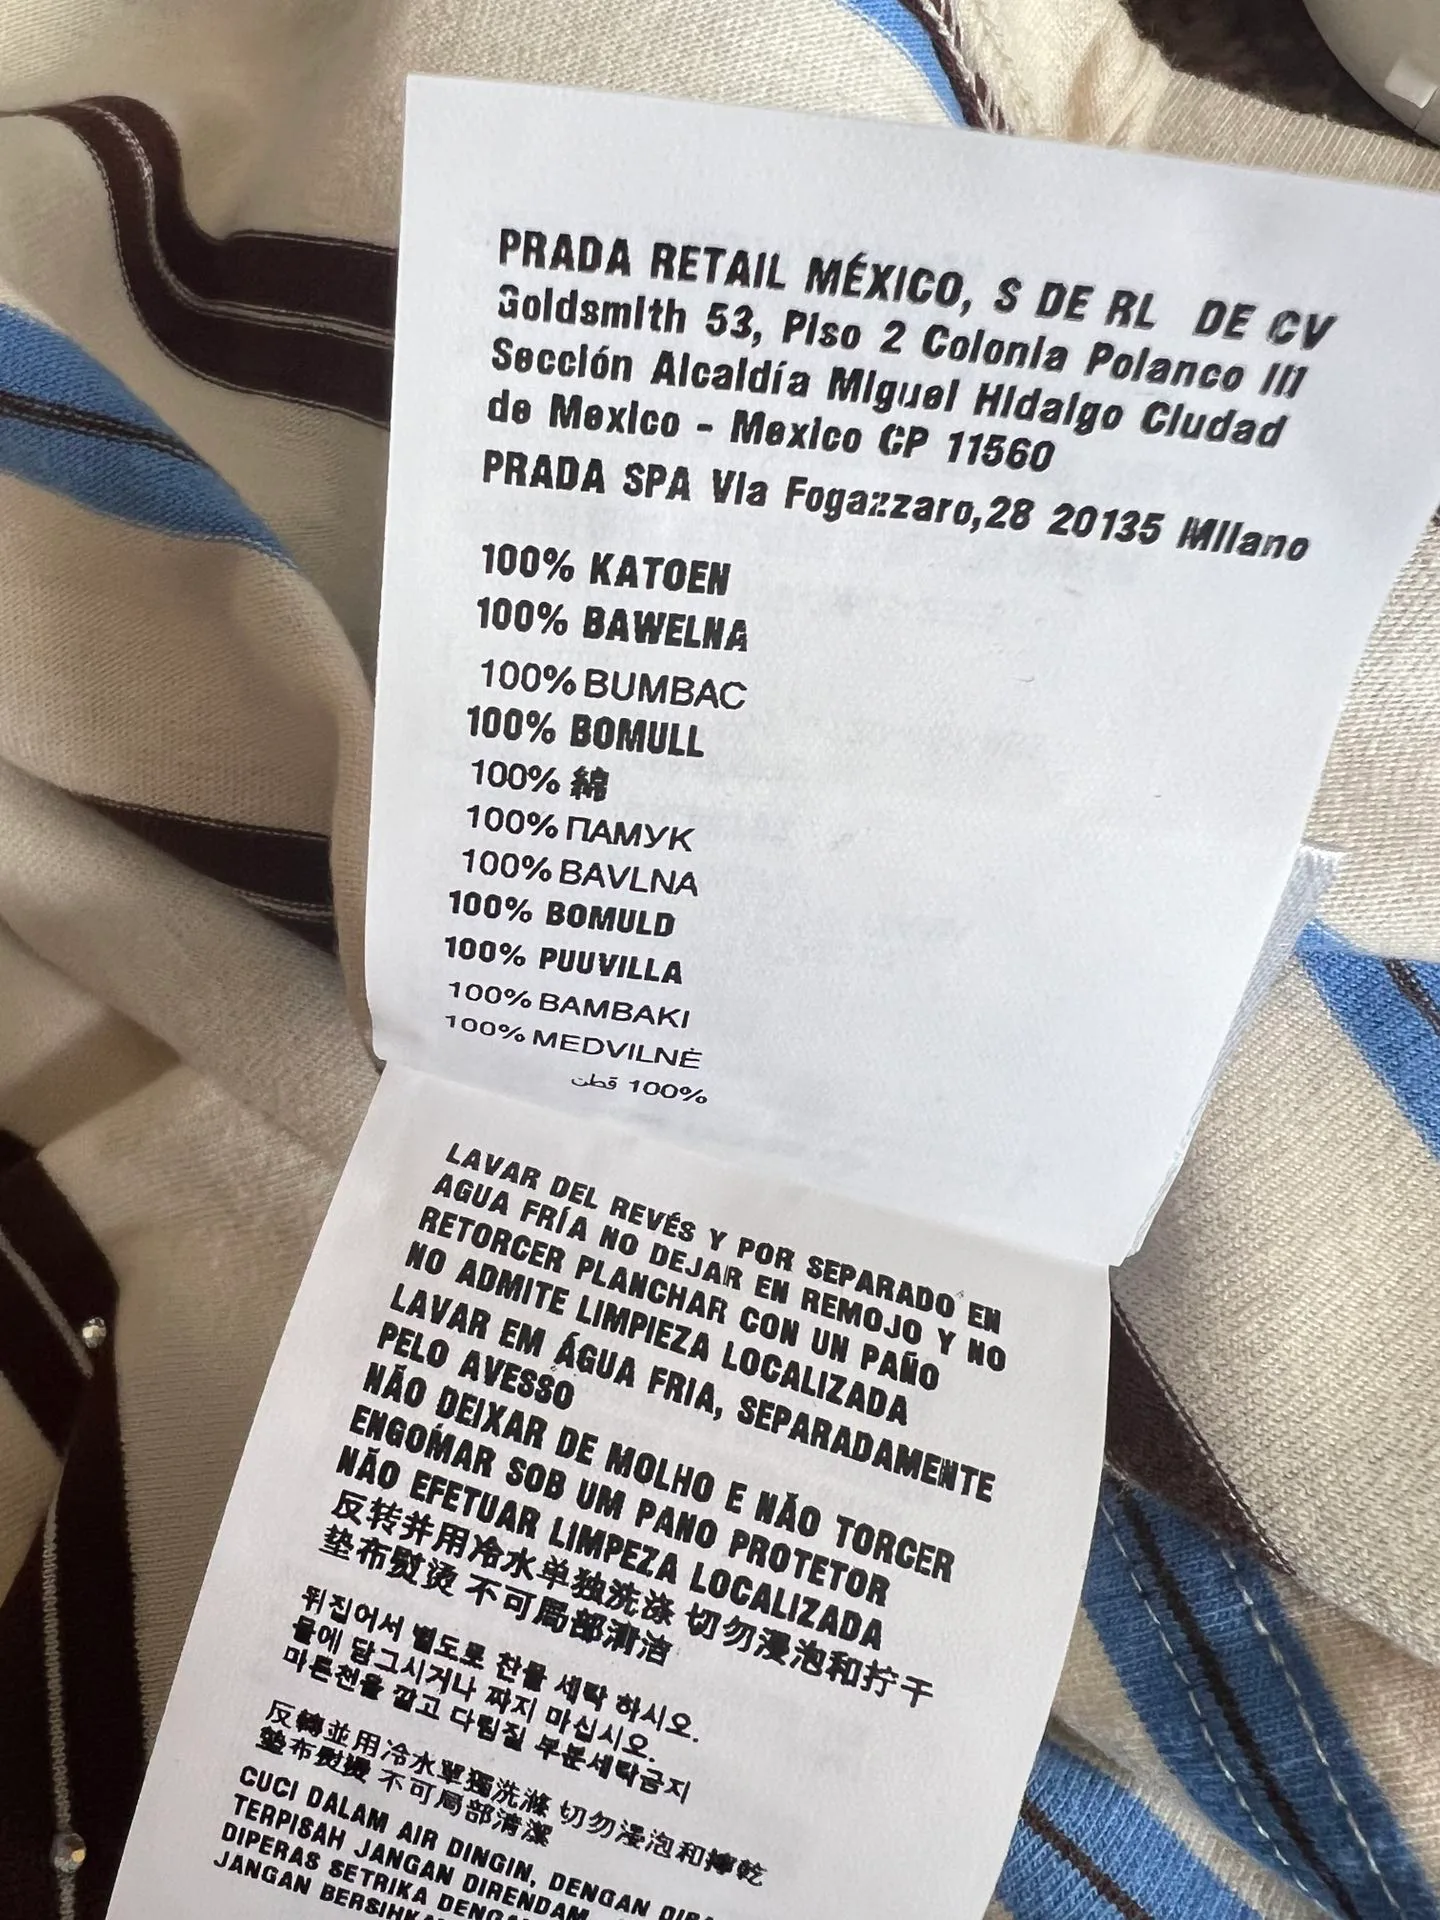 PRADA RETAIL MÉXICO, S DE RL DE CV
Goldsmith 53, Piso 2 Colonia Polanco III
Sección Alcaldía Miguel Hidalgo Ciudad
de Mexico - Mexico CP 11560
PRADA SPA Via Fogazzaro,28 20135 Milano
100% KATOEN
100% BAWELNA
100% BUMBAC
100% BOMULL
100% 綿
100% ПАМУК
100% BAVLNA
100% BOMULD
100% PUUVILLA
100% BAMBAKI
100% MEDVILNĖ
100% قطن
LAVAR DEL REVÉS Y POR SEPARADO EN
AGUA FRÍA NO DEJAR EN REMOJO Y NO
RETORCER PLANCHAR CON UN PAÑO
NO ADMITE LIMPIEZA LOCALIZADA
LAVAR EM ÁGUA FRIA, SEPARADAMENTE
PELO AVESSO
NÃO DEIXAR DE MOLHO E NÃO TORCER
ENGOMAR SOB UM PANO PROTETOR
NÃO EFETUAR LIMPEZA LOCALIZADA
反转并用冷水单独洗涤 切勿浸泡和拧干
垫布熨烫 不可局部清洁
뒤집어서 별도로 찬물 세탁 하시오.
물에 담그시거나 짜지 마십시오.
마른천을 깔고 다림질 부분세탁금지
反轉並用冷水單獨洗滌 切勿浸泡和擰乾
墊布熨燙 不可局部清潔
CUCI DALAM AIR DINGIN, DENGAN
TERPISAH JANGAN DIRENDAM
DIPERAS SETRIKA
JANGAN